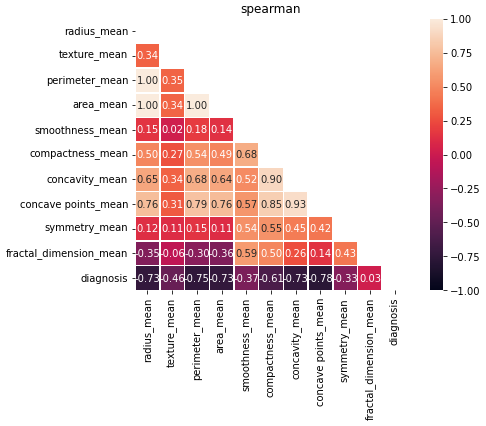 spearman
radius_mean
texture_mean 0.34
perimeter_mean 1.00 0.35
area_mean 1.00 0.34 1.00
smoothness_mean 0.15 0.02 0.18 0.14
compactness_mean 0.50 0.27 0.54 0.49 0.68
concavity_mean 0.65 0.34 0.68 0.64 0.52 0.90
concave points_mean 0.76 0.31 0.79 0.76 0.57 0.85 0.93
symmetry_mean 0.12 0.11 0.15 0.11 0.54 0.55 0.45 0.42
fractal_dimension_mean -0.35 -0.06 -0.30 -0.36 0.59 0.50 0.26 0.14 0.43
diagnosis -0.73 -0.46 -0.75 -0.73 -0.37 -0.61 -0.73 -0.78 -0.33 0.03
radius_mean
texture_mean
perimeter_mean
area_mean
smoothness_mean
compactness_mean
concavity_mean
concave points_mean
symmetry_mean
fractal_dimension_mean
diagnosis
1.00
0.75
0.50
0.25
0.00
−0.25
−0.50
−0.75
−1.00